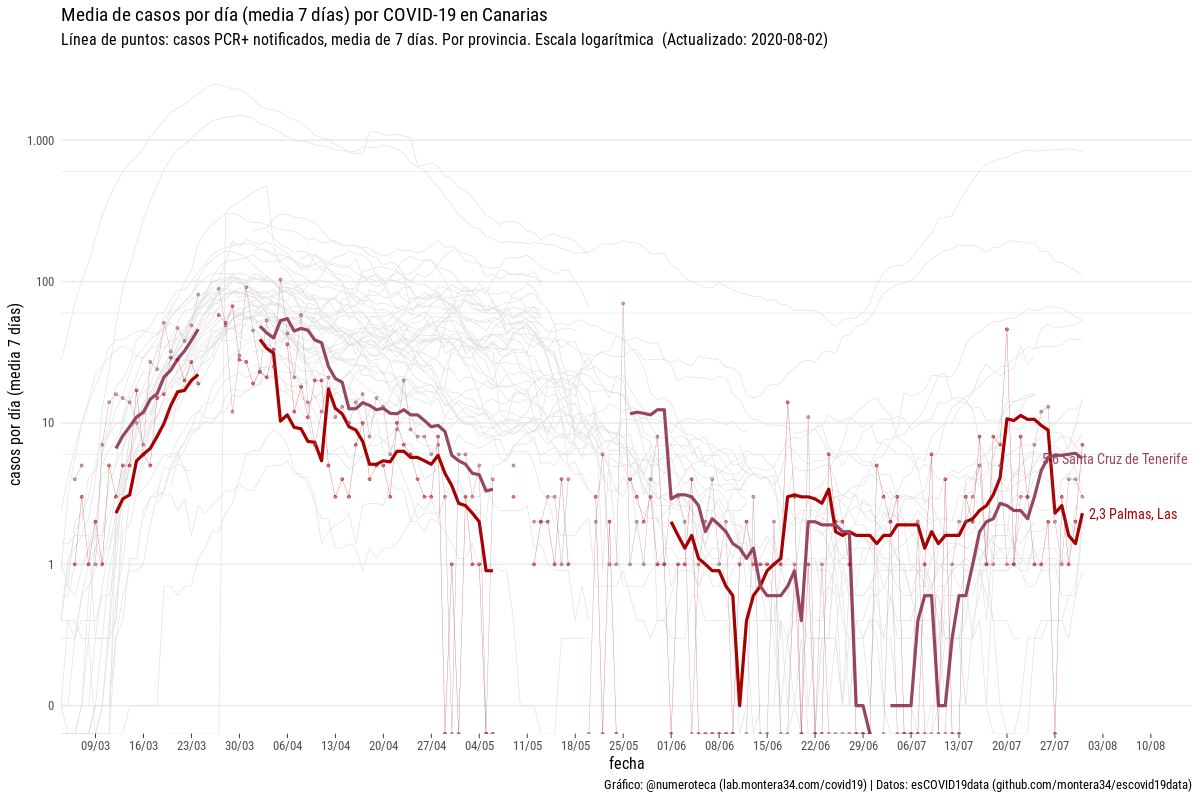 Media de casos por día (media 7 días) por COVID-19 en Canarias
Línea de puntos: casos PCR+ notificados, media de 7 días. Por provincia. Escala logarítmica (Actualizado: 2020-08-02)
casos por día (media 7 días)
1.000
100
10
1
0
5,6 Santa Cruz de Tenerife
2,3 Palmas, Las
09/03 16/03 23/03 30/03 06/04 13/04 20/04 27/04 04/05 11/05 18/05 25/05 01/06 08/06 15/06 22/06 29/06 06/07 13/07 20/07 27/07 03/08 10/08
fecha
Gráfico: @numeroteca (lab.montera34.com/covid19) | Datos: esCOVID19data (github.com/montera34/escovid19data)